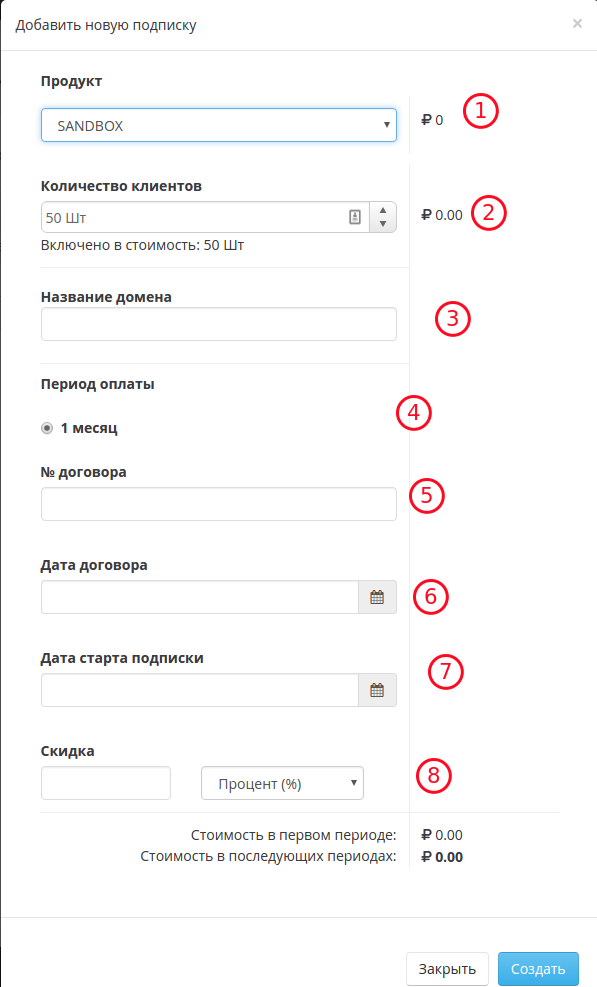 Добавить новую подписку ×
Продукт
SANDBOX ₽ 0 1
Количество клиентов
50 Шт ₽ 0.00 2
Включено в стоимость: 50 Шт
Название домена
3
Период оплаты
4
1 месяц
№ договора
5
Дата договора
6
Дата старта подписки
7
Скидка
Процент (%) 8
Стоимость в первом периоде: ₽ 0.00
Стоимость в последующих периодах: ₽ 0.00
Закрыть Создать